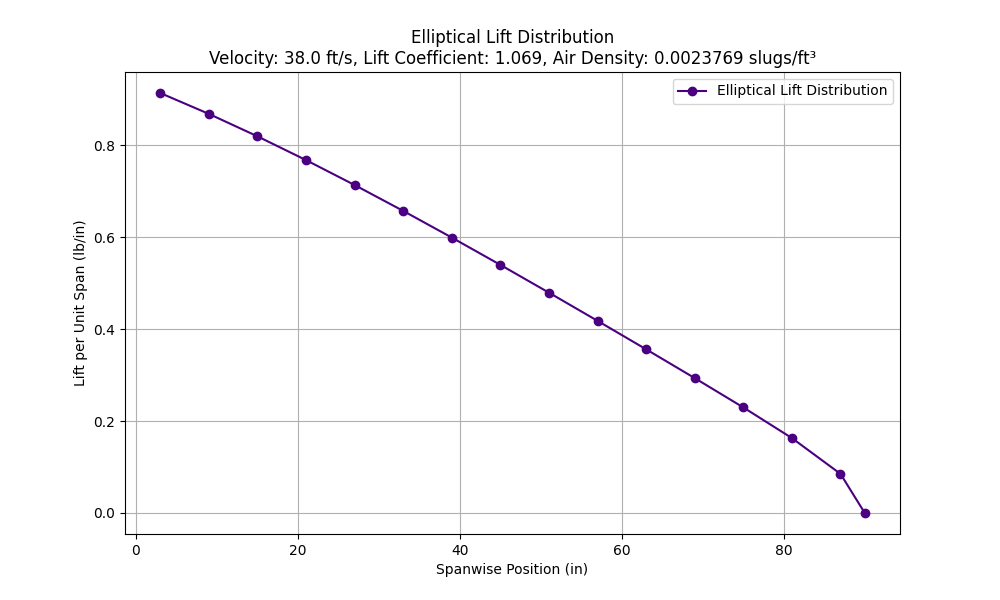 Elliptical Lift Distribution
Velocity: 38.0 ft/s, Lift Coefficient: 1.069, Air Density: 0.0023769 slugs/ft³
Elliptical Lift Distribution
Lift per Unit Span (lb/in)
0.8
0.6
0.4
0.2
0.0
0
20
40
60
80
Spanwise Position (in)